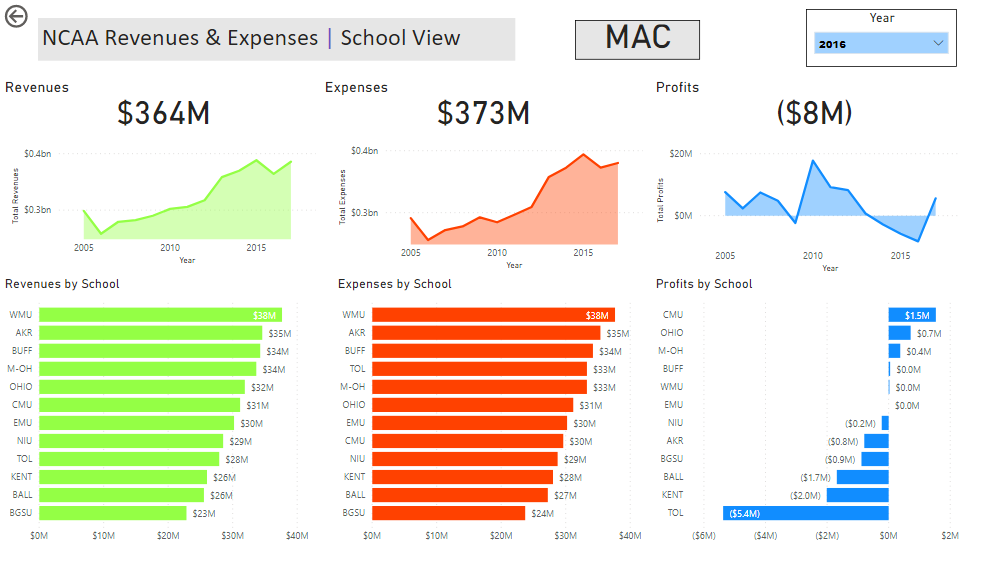 NCAA Revenues & Expenses | School View
MAC
Year
2016
Revenues
$364M
Expenses
$373M
Profits
($8M)
Total Revenues
$0.4bn
$0.3bn
2005 2010 2015
Year
Total Expenses
$0.4bn
$0.3bn
2005 2010 2015
Year
Total Profits
$20M
$0M
2005 2010 2015
Year
Revenues by School
WMU $38M
AKR $35M
BUFF $34M
M-OH $34M
OHIO $32M
CMU $31M
EMU $30M
NIU $29M
TOL $28M
KENT $26M
BALL $26M
BGSU $23M
$0M $10M $20M $30M $40M
Expenses by School
WMU $38M
AKR $35M
BUFF $34M
TOL $33M
M-OH $33M
OHIO $31M
EMU $30M
CMU $30M
NIU $29M
KENT $28M
BALL $27M
BGSU $24M
$0M $10M $20M $30M $40M
Profits by School
CMU $1.5M
OHIO $0.7M
M-OH $0.4M
BUFF $0.0M
WMU $0.0M
EMU $0.0M
NIU ($0.2M)
AKR ($0.8M)
BGSU ($0.9M)
BALL ($1.7M)
KENT ($2.0M)
TOL ($5.4M)
($6M) ($4M) ($2M) $0M $2M